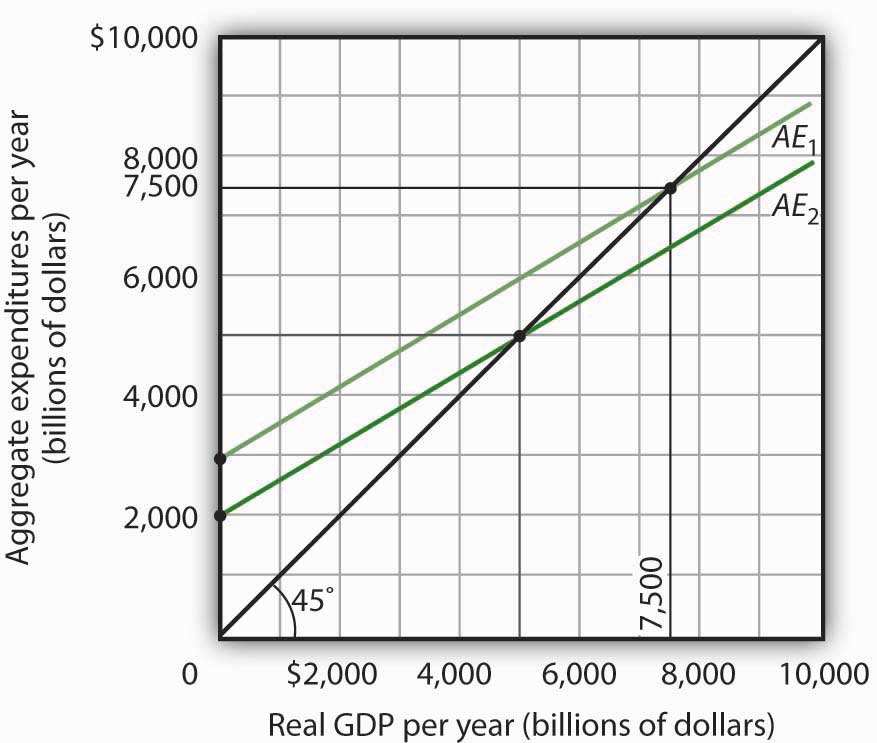 Aggregate expenditures per year
(billions of dollars)
$10,000
8,000
7,500
6,000
4,000
2,000
AE1
AE2
45°
7,500
0
$2,000
4,000
6,000
8,000
10,000
Real GDP per year (billions of dollars)